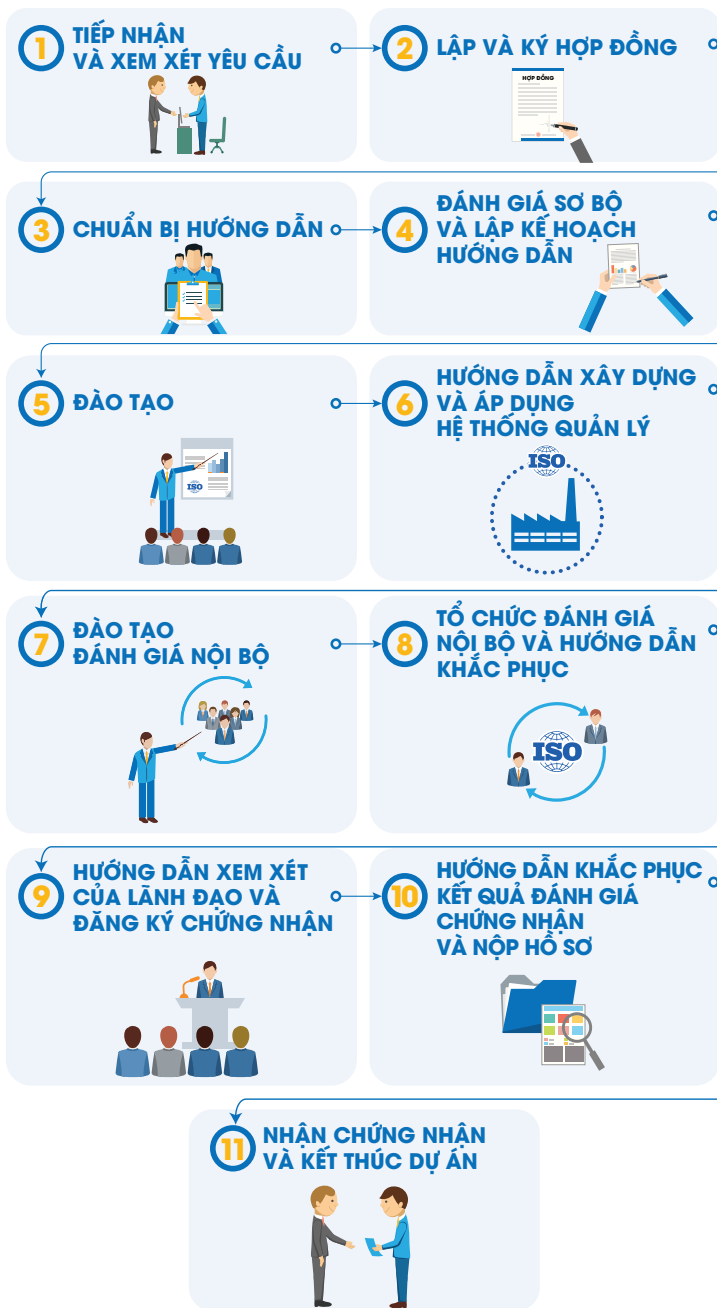 1
TIẾP NHẬN
VÀ XEM XÉT YÊU CẦU
2
LẬP VÀ KÝ HỢP ĐỒNG
HỢP ĐỒNG
3
CHUẨN BỊ HƯỚNG DẪN
4
ĐÁNH GIÁ SƠ BỘ
VÀ LẬP KẾ HOẠCH
HƯỚNG DẪN
5
ĐÀO TẠO
ISO
6
HƯỚNG DẪN XÂY DỰNG
VÀ ÁP DỤNG
HỆ THỐNG QUẢN LÝ
ISO
7
ĐÀO TẠO
ĐÁNH GIÁ NỘI BỘ
8
TỔ CHỨC ĐÁNH GIÁ
NỘI BỘ VÀ HƯỚNG DẪN
KHẮC PHỤC
ISO
9
HƯỚNG DẪN XEM XÉT
CỦA LÃNH ĐẠO VÀ
ĐĂNG KÝ CHỨNG NHẬN
10
HƯỚNG DẪN KHẮC PHỤC
KẾT QUẢ ĐÁNH GIÁ
CHỨNG NHẬN
VÀ NỘP HỒ SƠ
11
NHẬN CHỨNG NHẬN
VÀ KẾT THÚC DỰ ÁN